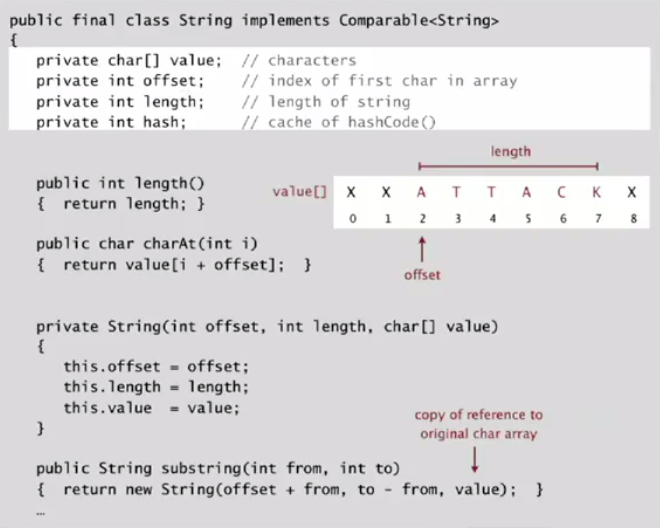 public final class String implements Comparable<String>
{
private char[] value; // characters
private int offset; // index of first char in array
private int length; // length of string
private int hash; // cache of hashCode()
length
public int length()
{ return length; }
value[] X X A T T A C K X
0 1 2 3 4 5 6 7 8
public char charAt(int i)
{ return value[i + offset]; }
offset
private String(int offset, int length, char[] value)
{
this.offset = offset;
this.length = length;
this.value = value;
}
copy of reference to
original char array
public String substring(int from, int to)
{ return new String(offset + from, to - from, value); }
…